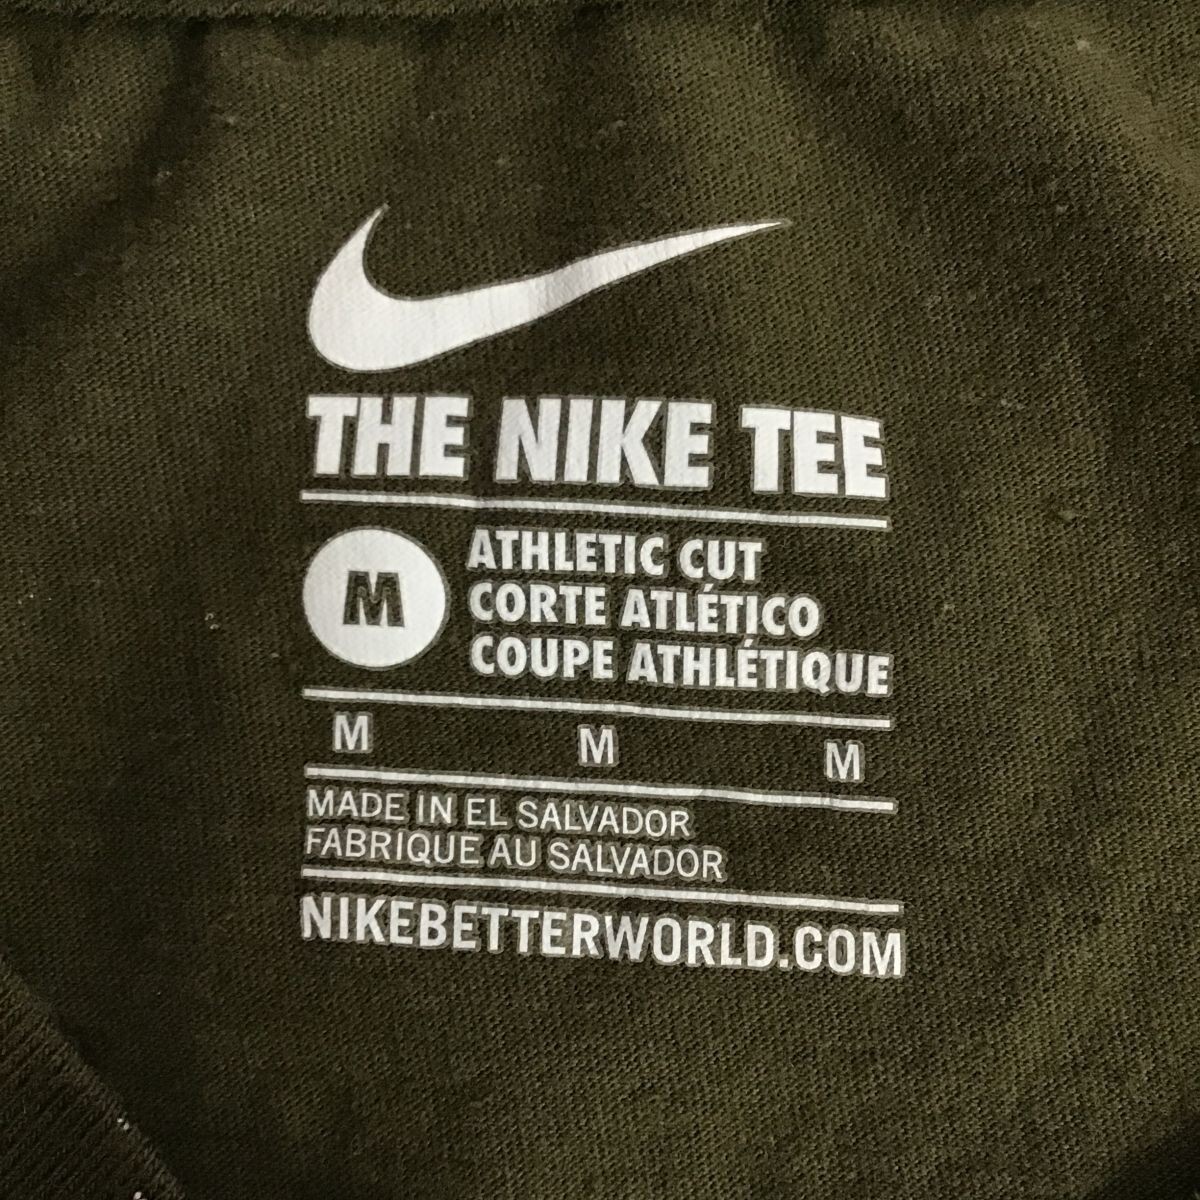 THE NIKE TEE
M
ATHLETIC CUT
CORTE ATLÉTICO
COUPE ATHLÉTIQUE
M M M
MADE IN EL SALVADOR
FABRIQUE AU SALVADOR
NIKEBETTERWORLD.COM